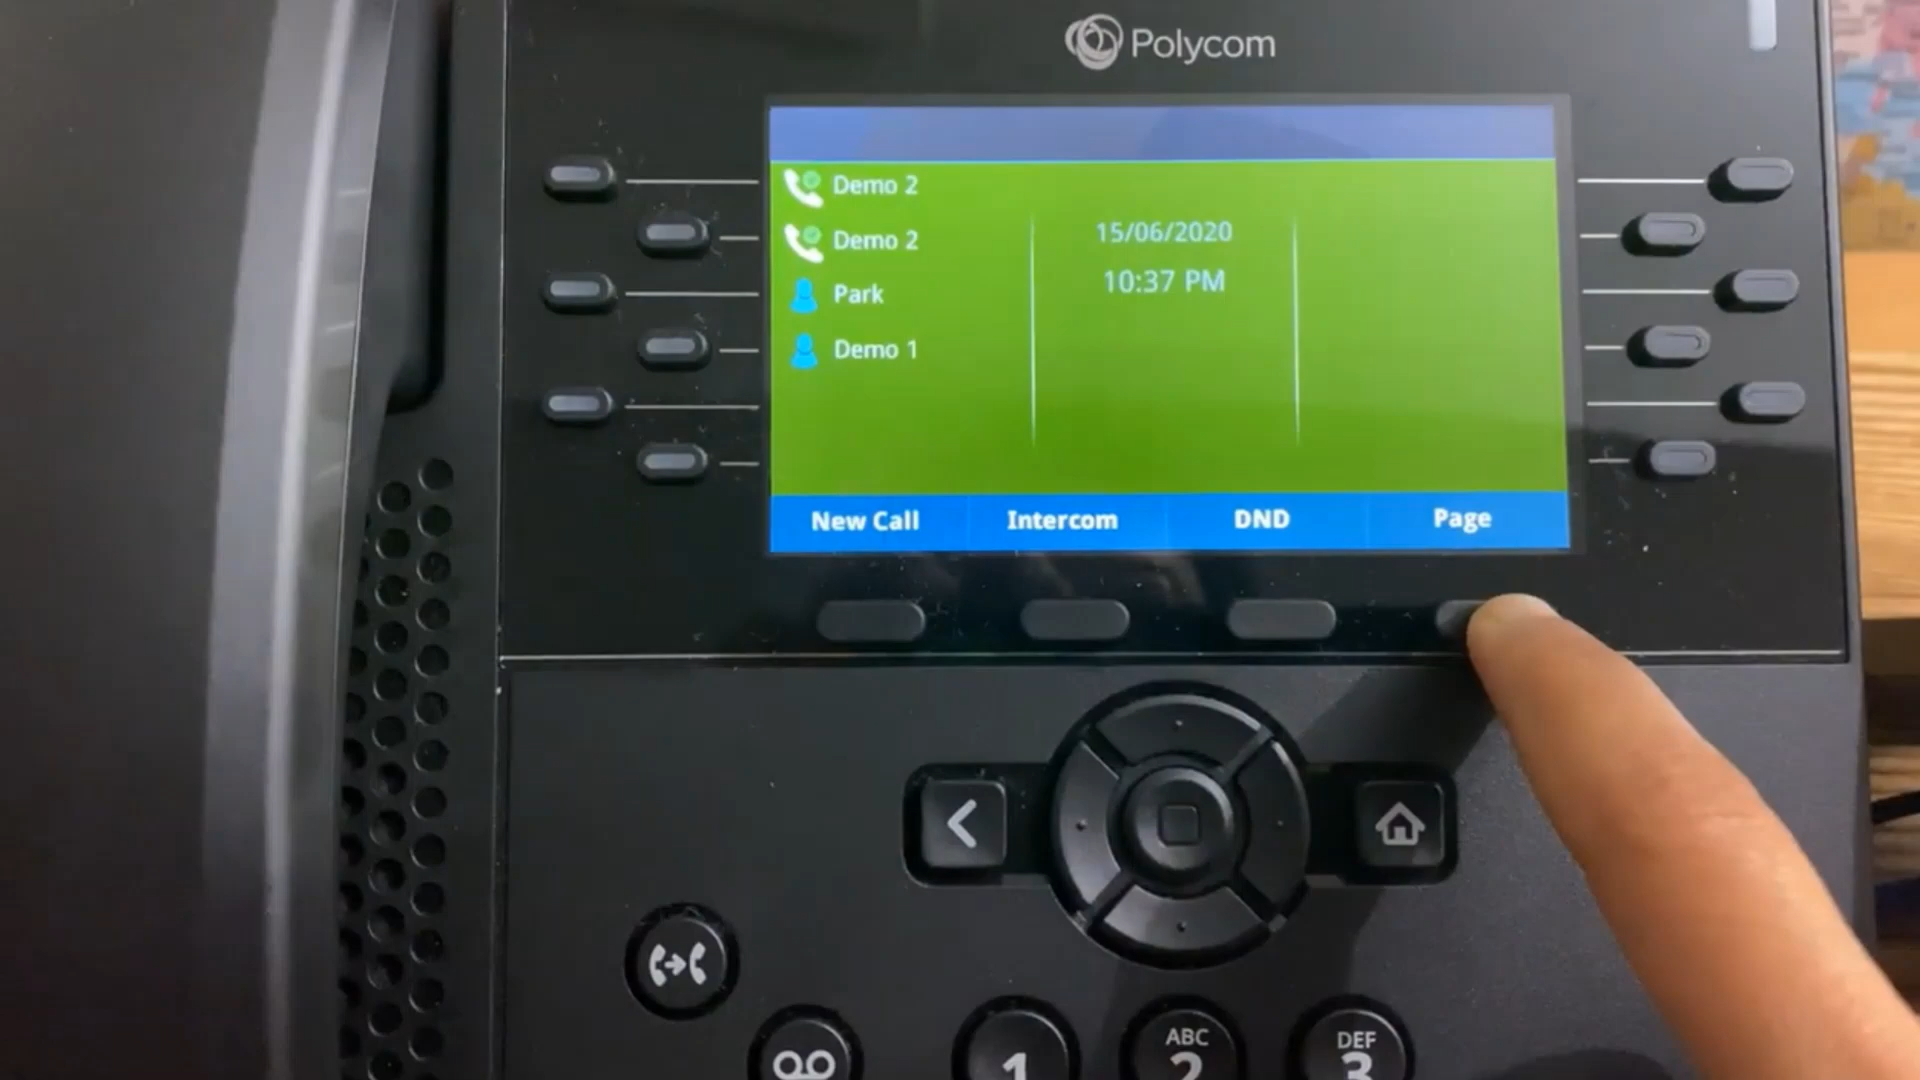 Polycom
Demo 2
Demo 2
Park
Demo 1
15/06/2020
10:37 PM
New Call Intercom DND Page
1 ABC 2 DEF 3